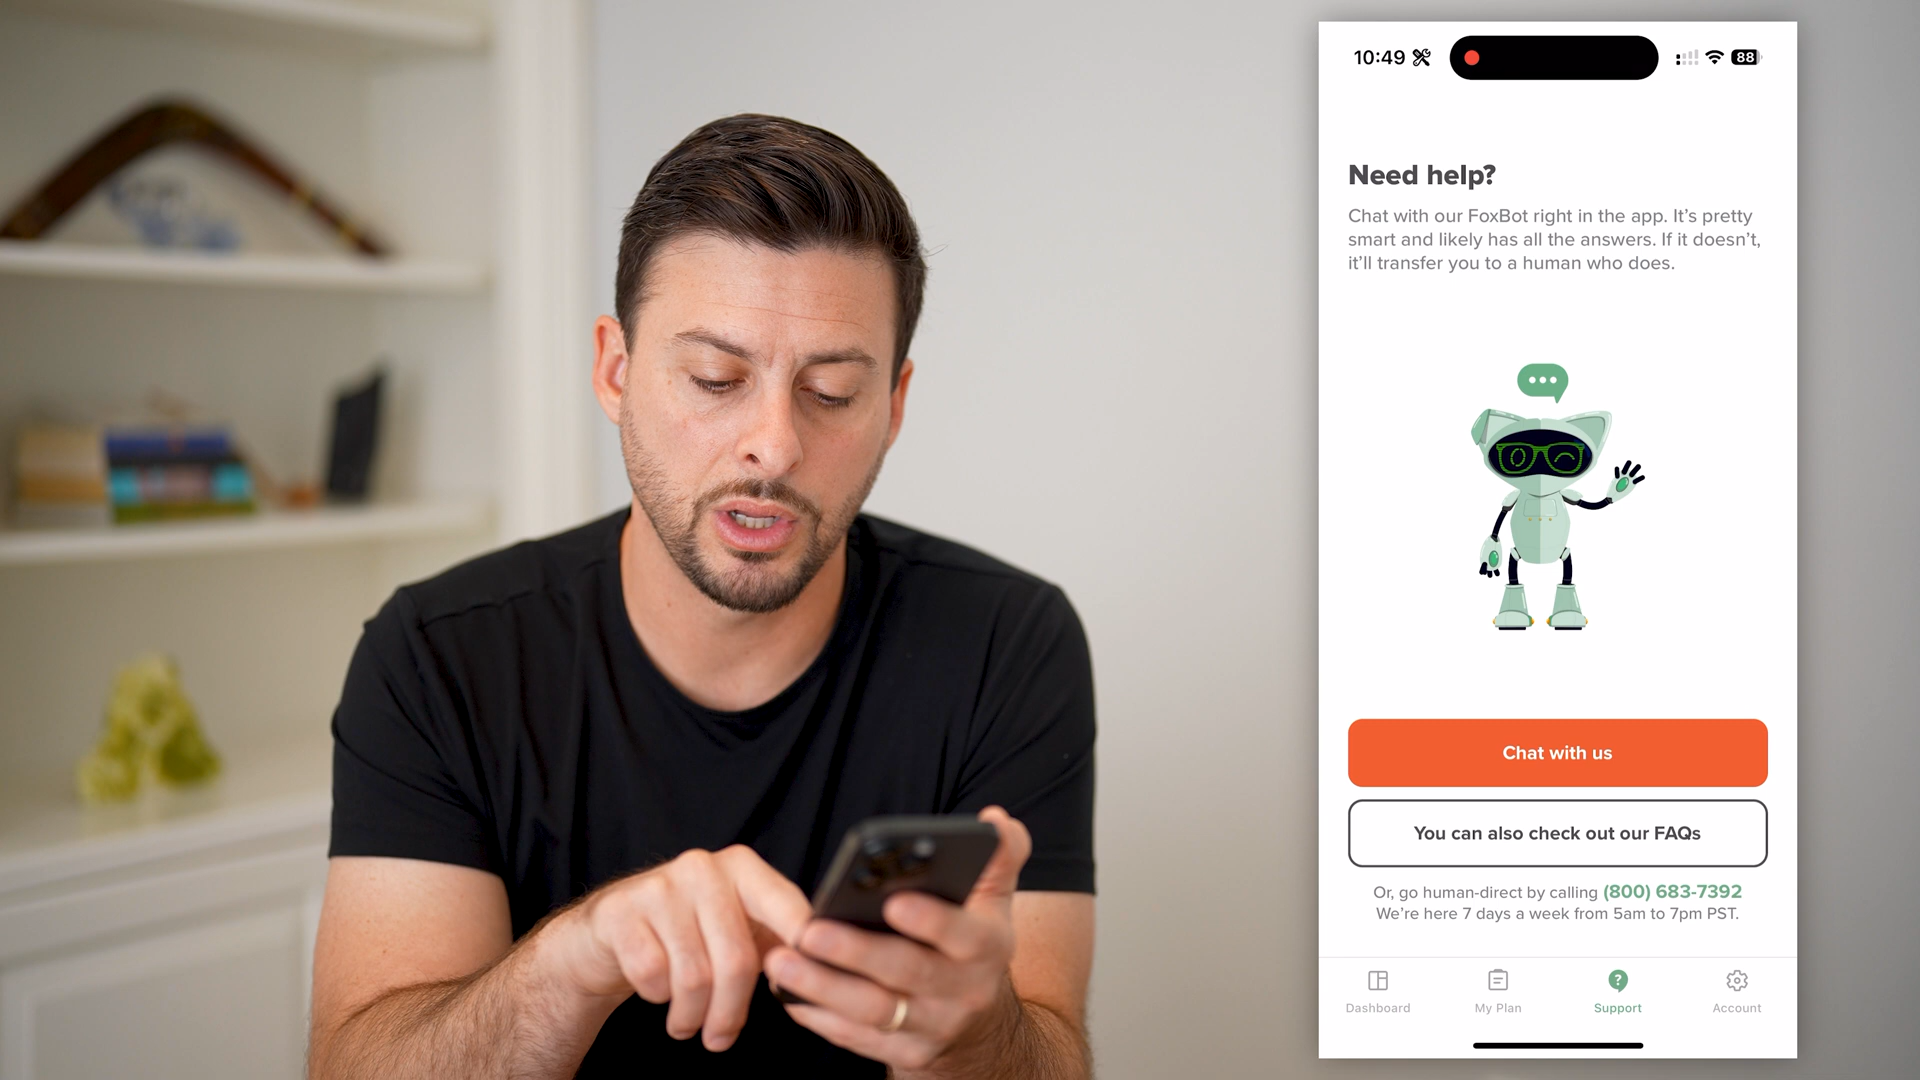 10:49
88
Need help?
Chat with our FoxBot right in the app. It's pretty
smart and likely has all the answers. If it doesn't,
it'll transfer you to a human who does.
Chat with us
You can also check out our FAQs
Or, go human-direct by calling (800) 683-7392
We're here 7 days a week from 5am to 7pm PST.
Dashboard
My Plan
Support
Account